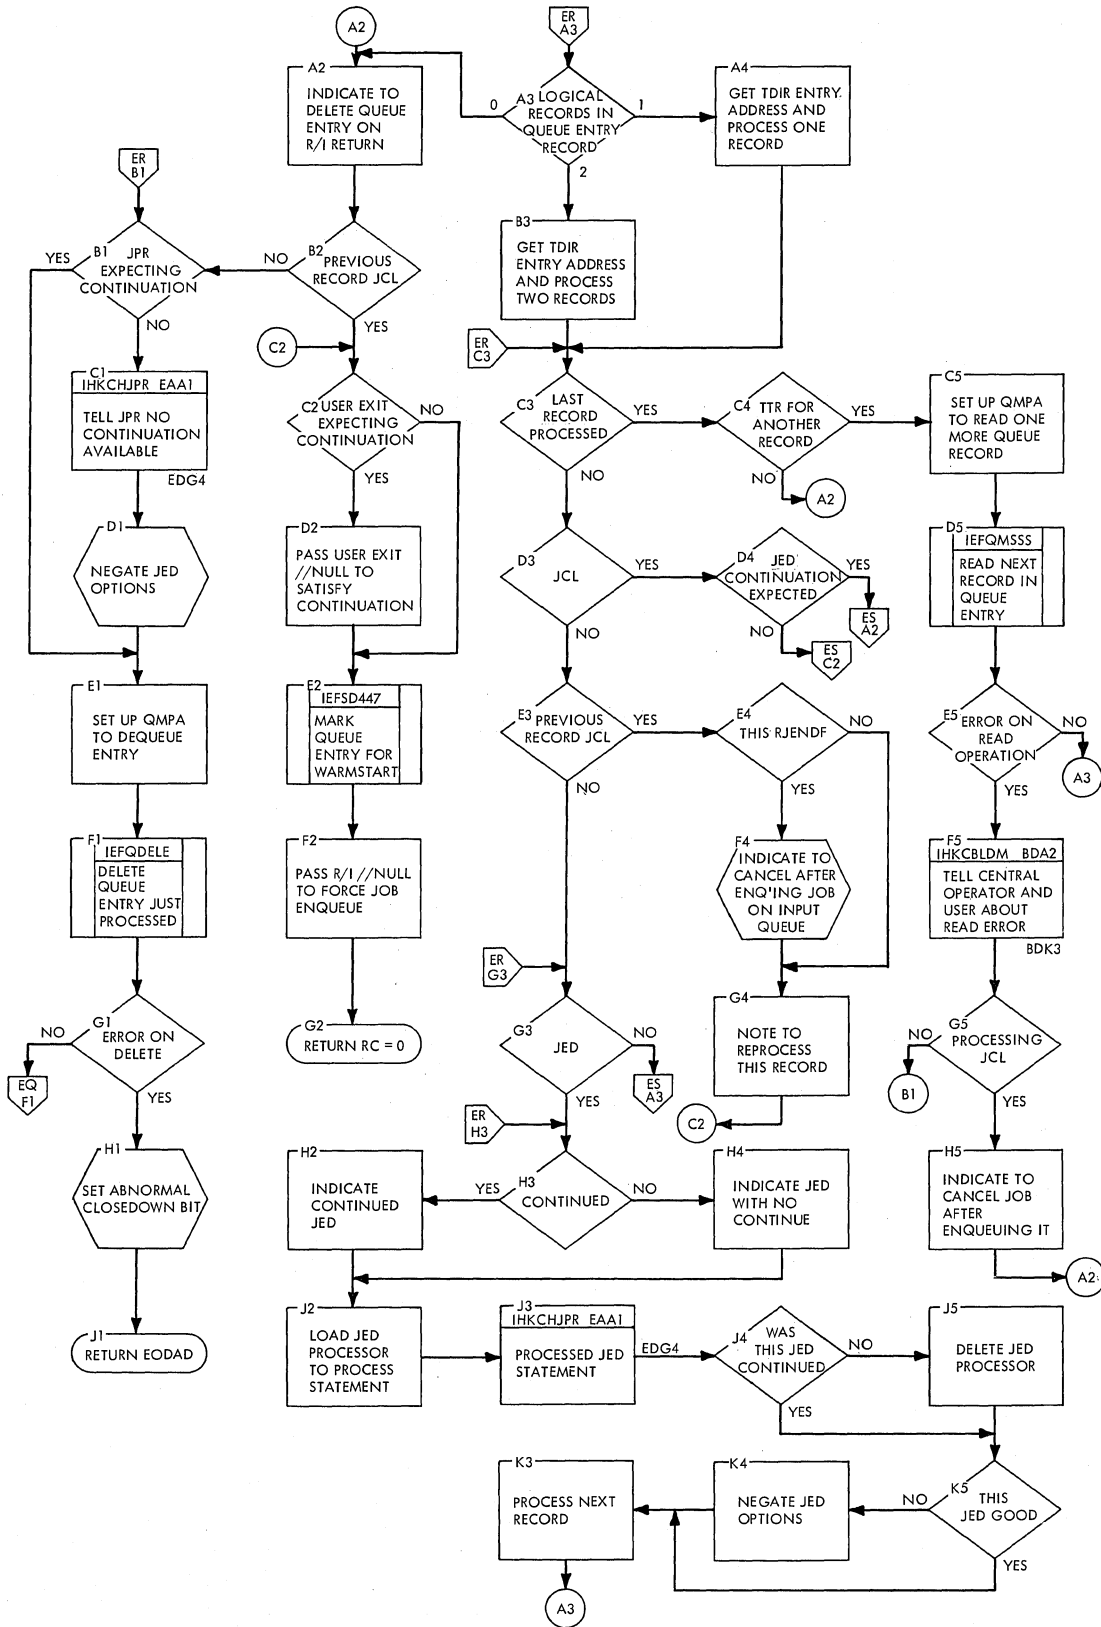 A2
ER
A3
A2
INDICATE TO
DELETE QUEUE
ENTRY ON
R/I RETURN
0
A3 LOGICAL
RECORDS IN
QUEUE ENTRY
RECORD
1
2
A4
GET TDIR ENTRY
ADDRESS AND
PROCESS ONE
RECORD
ER
B1
YES
B1
JPR
EXPECTING
CONTINUATION
NO
NO
B2
PREVIOUS
RECORD JCL
YES
B3
GET TDIR
ENTRY ADDRESS
AND PROCESS
TWO RECORDS
C2
ER
C3
C1
IHKCHJPR EAA1
TELL JPR NO
CONTINUATION
AVAILABLE
EDG4
C2 USER EXIT
EXPECTING
CONTINUATION
NO
YES
C3
LAST
RECORD
PROCESSED
YES
NO
C4
TTR FOR
ANOTHER
RECORD
YES
NO
A2
C5
SET UP QMPA
TO READ ONE
MORE QUEUE
RECORD
D1
NEGATE JED
OPTIONS
D2
PASS USER EXIT
//NULL TO
SATISFY
CONTINUATION
D3
JCL
YES
NO
D4
JED
CONTINUATION
EXPECTED
YES
ES
A2
NO
ES
C2
D5
IEFQMSSS
READ NEXT
RECORD IN
QUEUE
ENTRY
E1
SET UP QMPA
TO DEQUEUE
ENTRY
E2
IEFSD447
MARK
QUEUE
ENTRY FOR
WARMSTART
E3
PREVIOUS
RECORD JCL
YES
NO
E4
THIS RJENDF
NO
YES
E5
ERROR ON
READ
OPERATION
NO
A3
YES
F1
IEFQDELE
DELETE
QUEUE
ENTRY JUST
PROCESSED
F2
PASS R/I //NULL
TO FORCE JOB
ENQUEUE
F4
INDICATE TO
CANCEL AFTER
ENQ'ING JOB
ON INPUT
QUEUE
F5
IHKCBLDM BDA2
TELL CENTRAL
OPERATOR AND
USER ABOUT
READ ERROR
BDK3
ER
G3
NO
G1
ERROR ON
DELETE
YES
EQ
F1
G2
RETURN RC = 0
G3
JED
NO
ES
A3
YES
G4
NOTE TO
REPROCESS
THIS RECORD
C2
NO
G5
PROCESSING
JCL
B1
YES
ER
H3
H1
SET ABNORMAL
CLOSEDOWN BIT
H2
INDICATE
CONTINUED
JED
YES
H3
CONTINUED
NO
H4
INDICATE JED
WITH NO
CONTINUE
H5
INDICATE TO
CANCEL JOB
AFTER
ENQUEUING IT
A2
J1
RETURN EODAD
J2
LOAD JED
PROCESSOR
TO PROCESS
STATEMENT
J3
IHKCHJPR EAA1
PROCESSED JED
STATEMENT
EDG4
J4
WAS
THIS JED
CONTINUED
NO
YES
J5
DELETE JED
PROCESSOR
K3
PROCESS NEXT
RECORD
K4
NEGATE JED
OPTIONS
NO
K5
THIS
JED GOOD
YES
A3